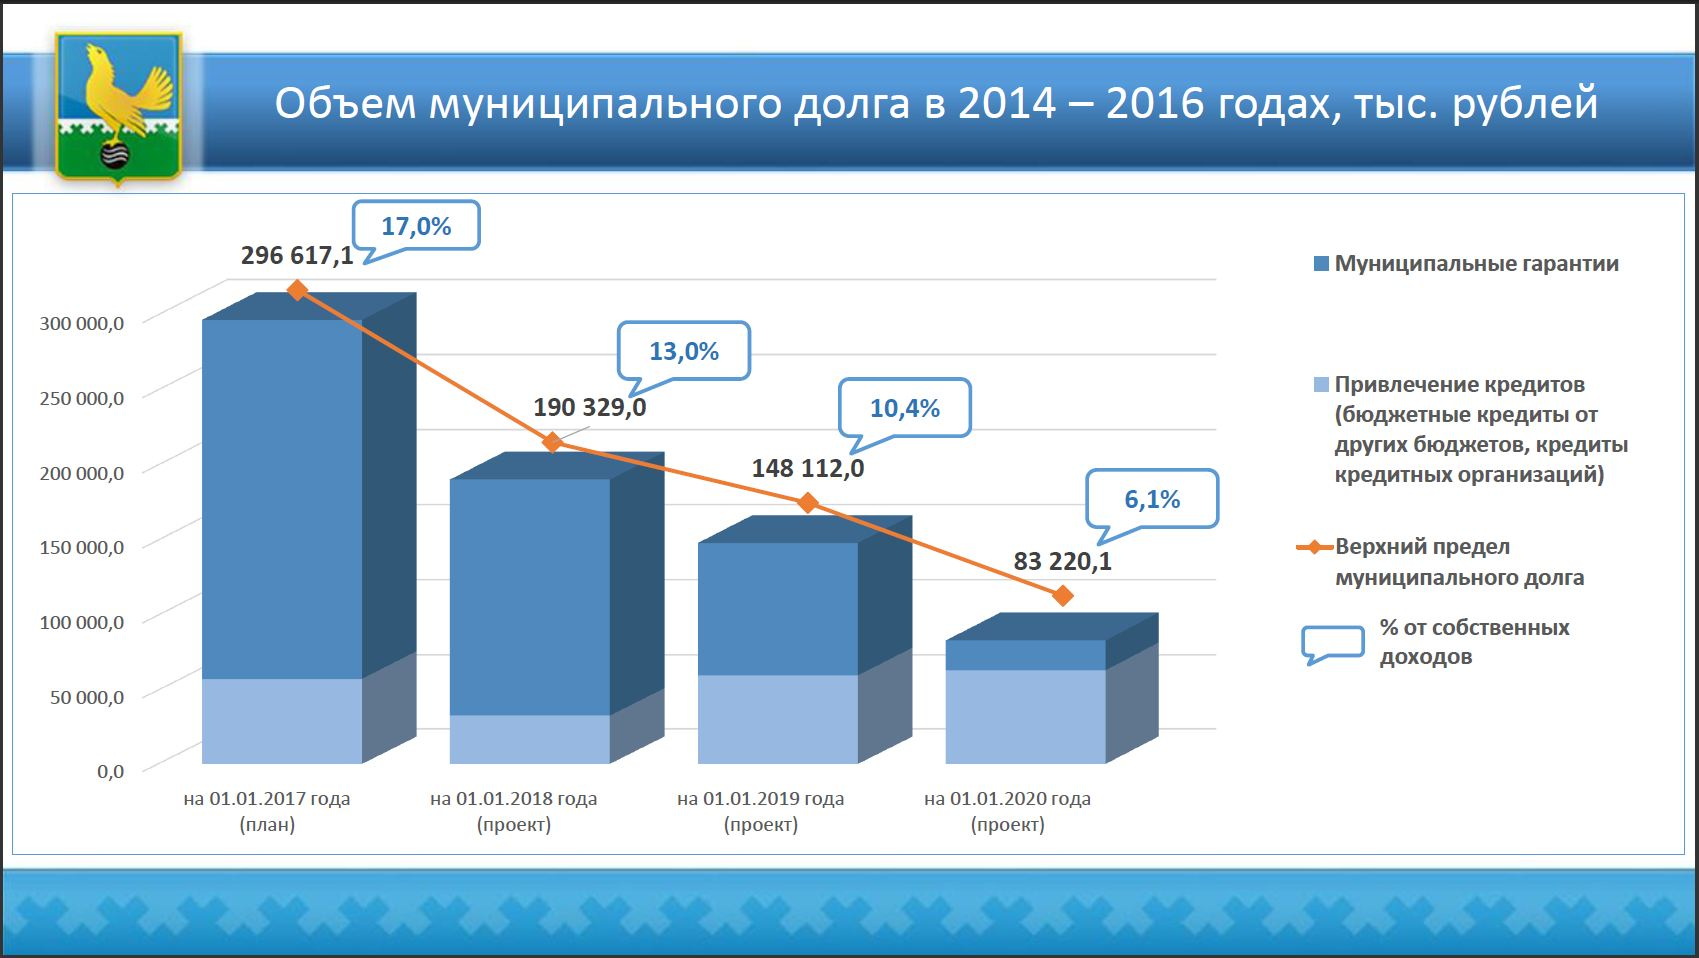 Объем муниципального долга в 2014 – 2016 годах, тыс. рублей
17,0%
296 617,1
13,0%
190 329,0
10,4%
148 112,0
6,1%
83 220,1
300 000,0
250 000,0
200 000,0
150 000,0
100 000,0
50 000,0
0,0
на 01.01.2017 года
(план)
на 01.01.2018 года
(проект)
на 01.01.2019 года
(проект)
на 01.01.2020 года
(проект)
Муниципальные гарантии
Привлечение кредитов
(бюджетные кредиты от
других бюджетов, кредиты
кредитных организаций)
Верхний предел
муниципального долга
% от собственных
доходов